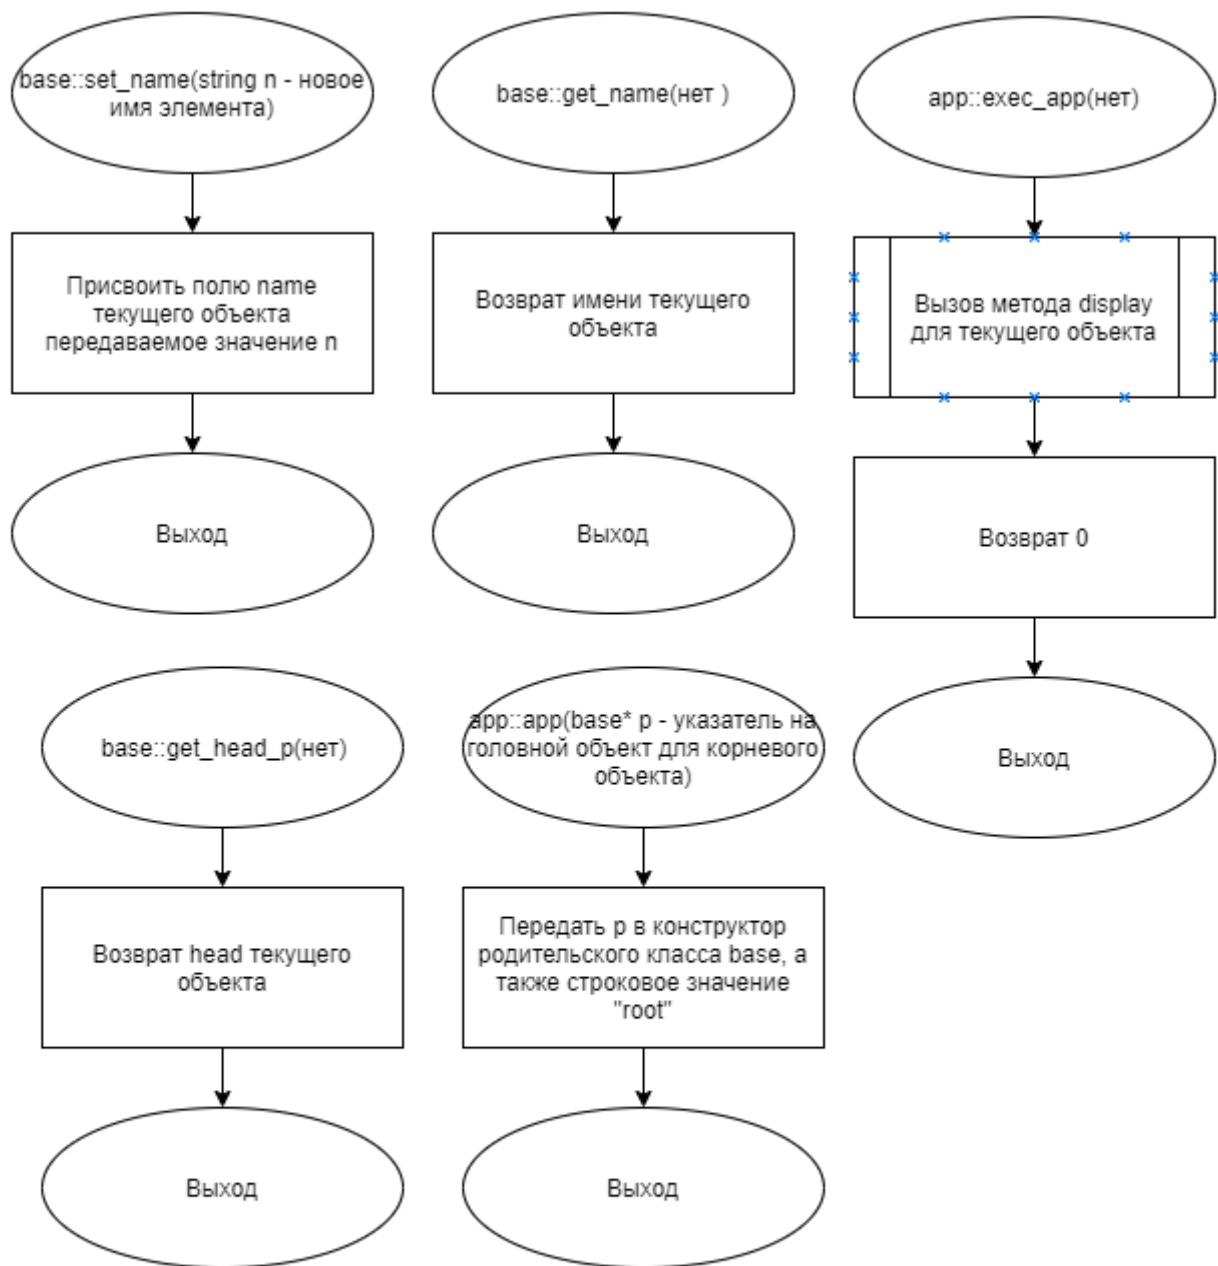 base::set_name(string n - новое
имя элемента)
Присвоить полю name
текущего объекта
передаваемое значение n
Выход
base::get_name(нет )
Возврат имени текущего
объекта
Выход
app::exec_app(нет)
Вызов метода display
для текущего объекта
Возврат 0
Выход
base::get_head_p(нет)
Возврат head текущего
объекта
Выход
app::app(base* p - указатель на
головной объект для корневого
объекта)
Передать p в конструктор
родительского класса base, а
также строковое значение
"root"
Выход